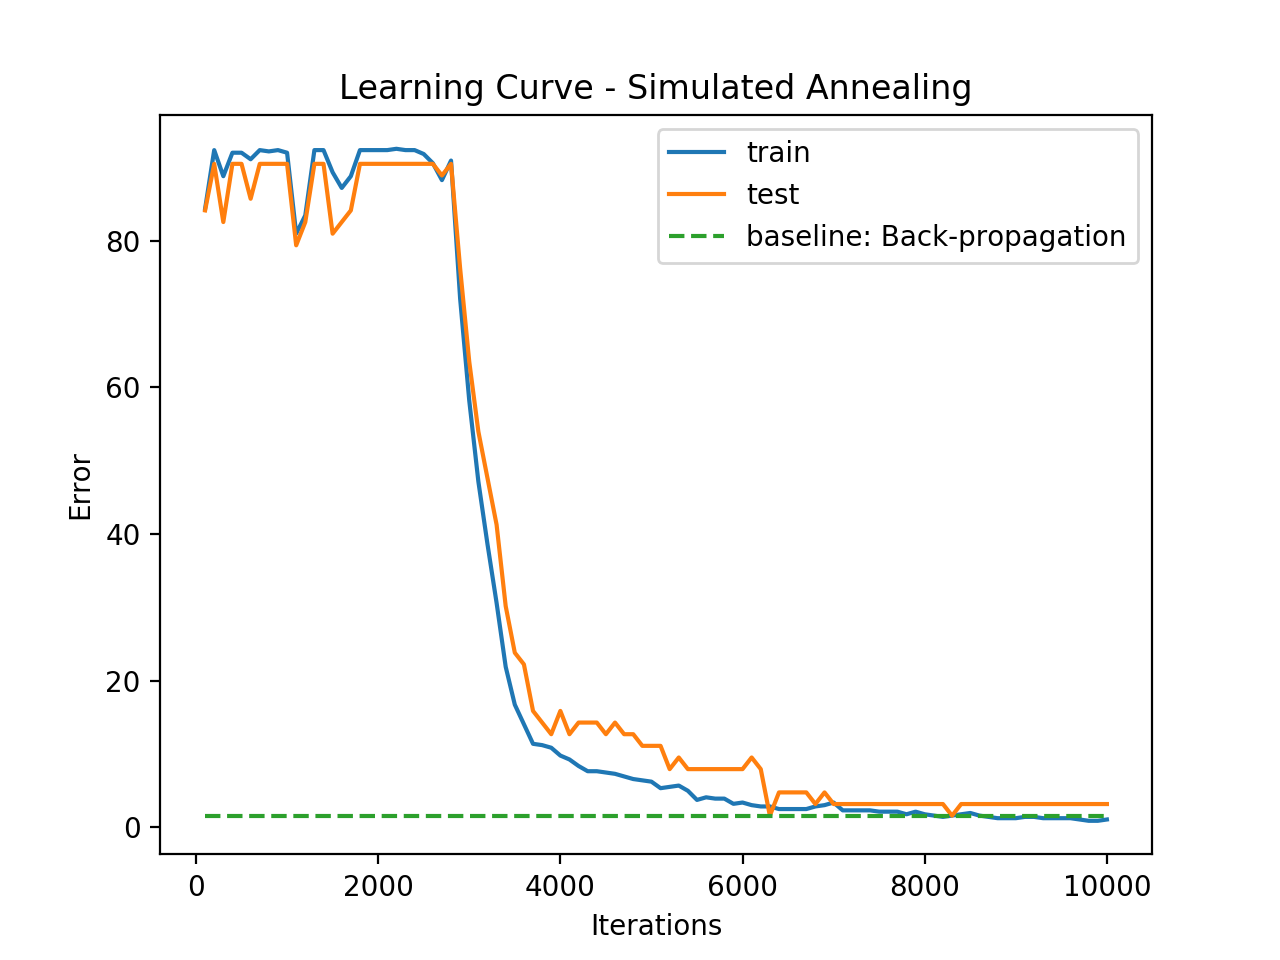 Learning Curve - Simulated Annealing
train
test
baseline: Back-propagation
80
60
40
20
0
Error
0 2000 4000 6000 8000 10000
Iterations